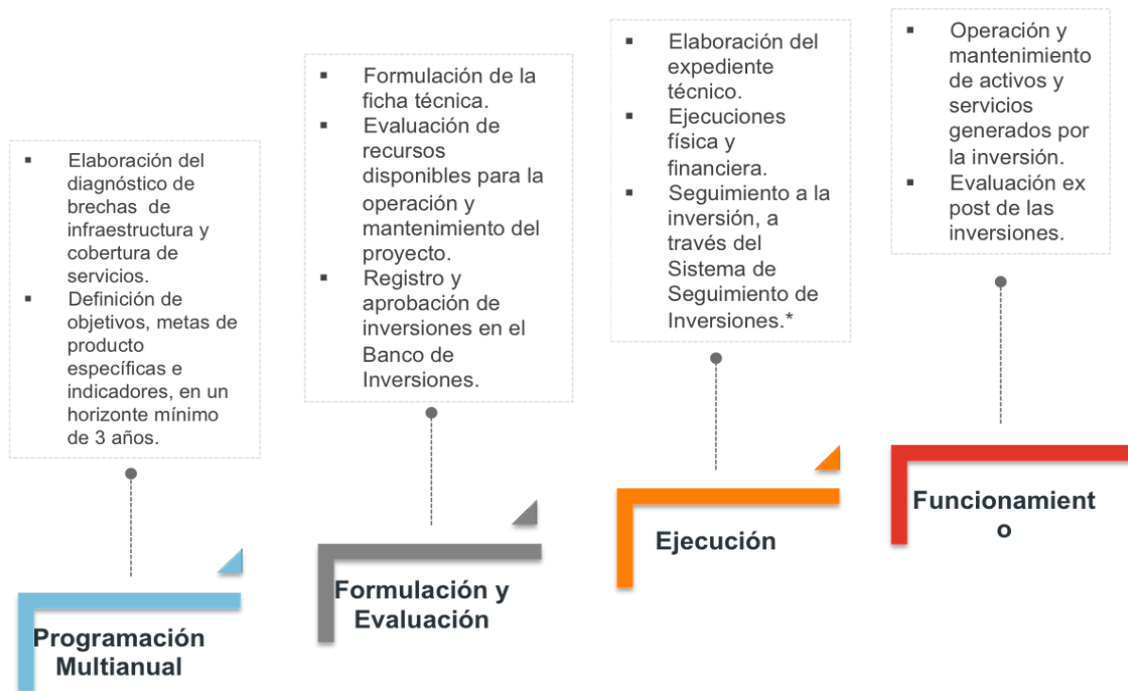 ▪ Elaboración del
diagnóstico de
brechas de
infraestructura y
cobertura de
servicios.
▪ Definición de
objetivos, metas de
producto
específicas e
indicadores, en un
horizonte mínimo
de 3 años.
Programación
Multianual
▪ Formulación de la
ficha técnica.
▪ Evaluación de
recursos
disponibles para la
operación y
mantenimiento del
proyecto.
▪ Registro y
aprobación de
inversiones en el
Banco de
Inversiones.
Formulación y
Evaluación
▪ Elaboración del
expediente
técnico.
▪ Ejecuciones
física y
financiera.
▪ Seguimiento a la
inversión, a
través del
Sistema de
Seguimiento de
Inversiones.*
Ejecución
▪ Operación y
mantenimiento
de activos y
servicios
generados por
la inversión.
▪ Evaluación ex
post de las
inversiones.
Funcionamient
o